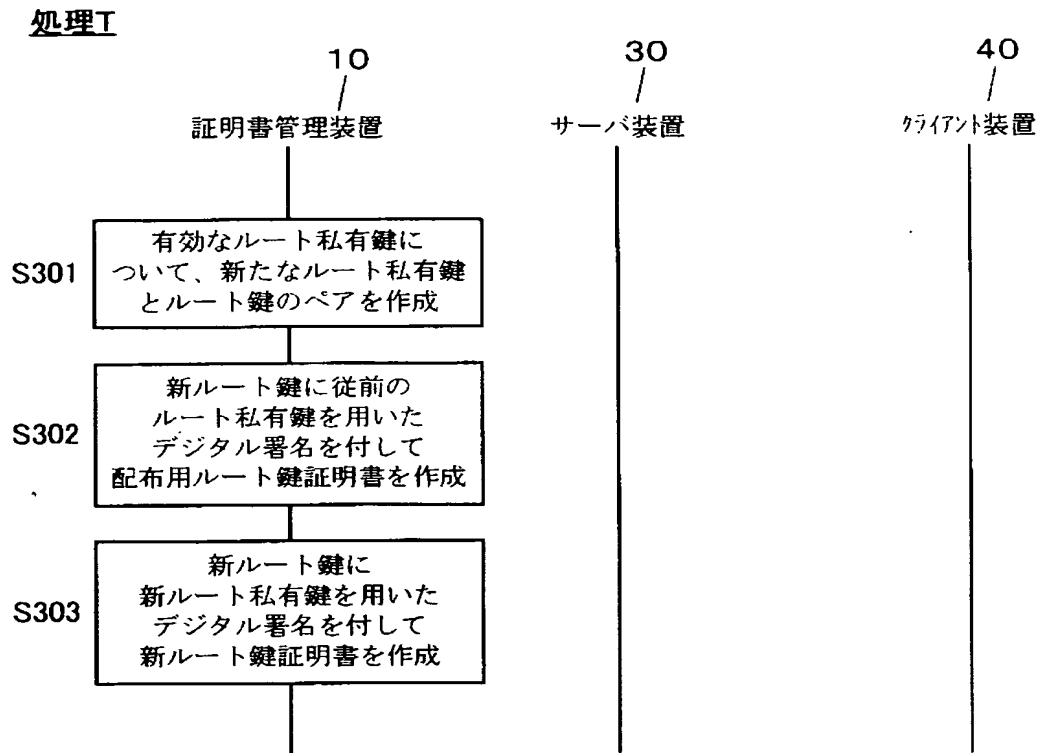 処理T
10
30
40
証明書管理装置
サーバ装置
クライアント装置
S301
有効なルート私有鍵に
ついて、新たなルート私有鍵
とルート鍵のペアを作成
S302
新ルート鍵に従前の
ルート私有鍵を用いた
デジタル署名を付して
配布用ルート鍵証明書を作成
S303
新ルート鍵に
新ルート私有鍵を用いた
デジタル署名を付して
新ルート鍵証明書を作成